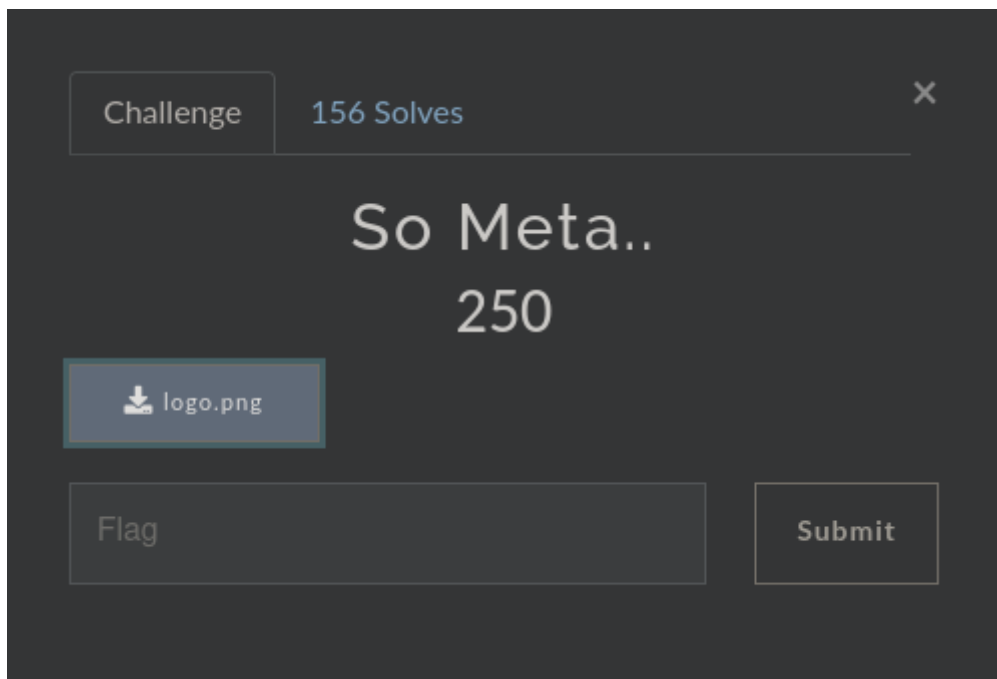 Challenge 156 Solves ×
So Meta..
250
logo.png
Flag
Submit